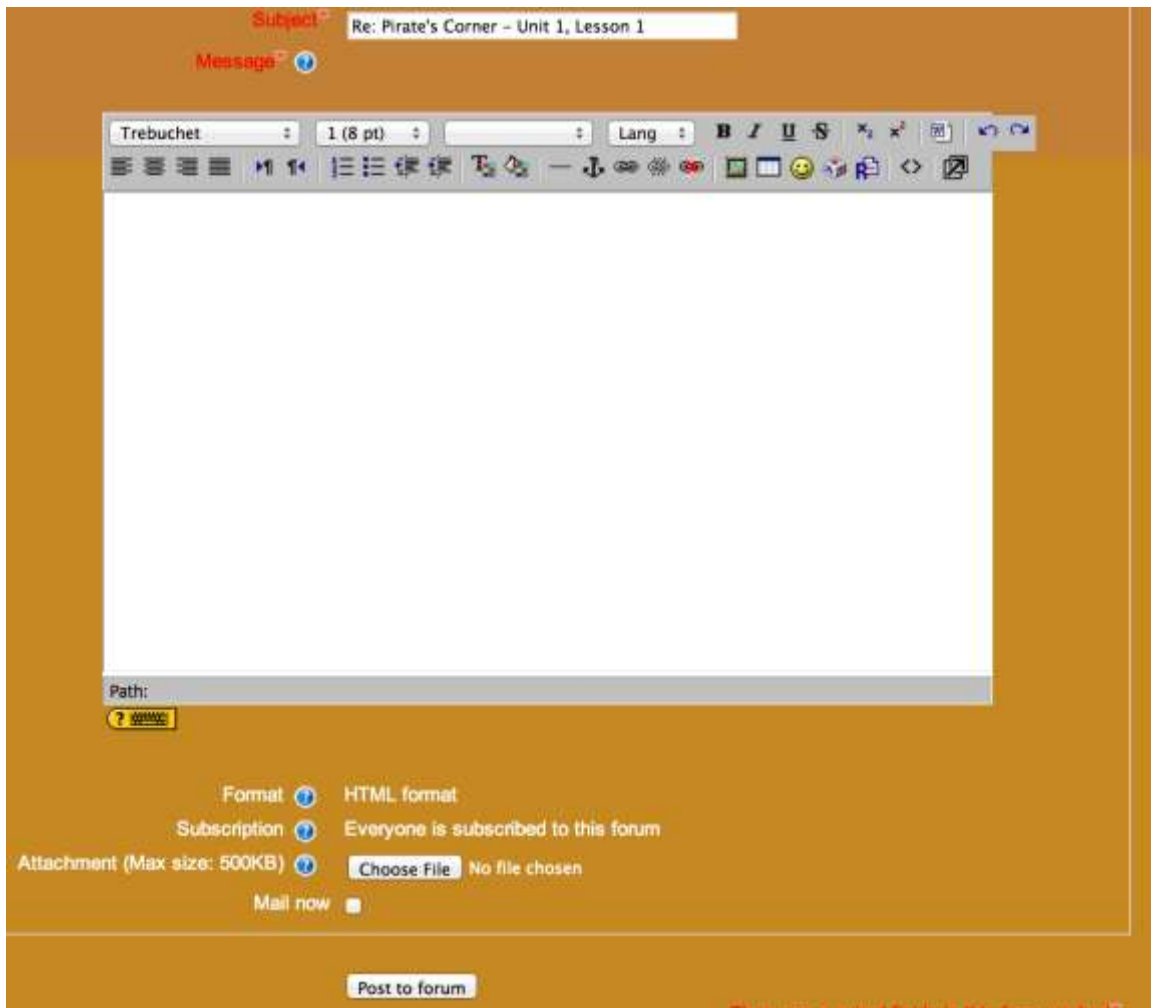 Subject*
Re: Pirate's Corner – Unit 1, Lesson 1
Message*
Trebuchet 1 (8 pt) Lang B I U S
Path:
Format HTML format
Subscription Everyone is subscribed to this forum
Attachment (Max size: 500KB) Choose File No file chosen
Mail now
Post to forum